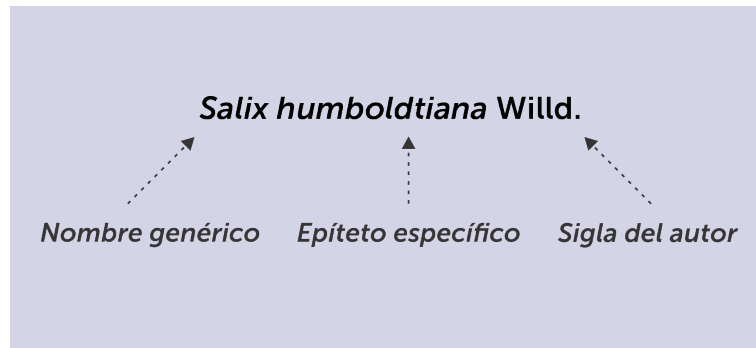 Salix humboldtiana Willd.
Nombre genérico Epíteto específico Sigla del autor